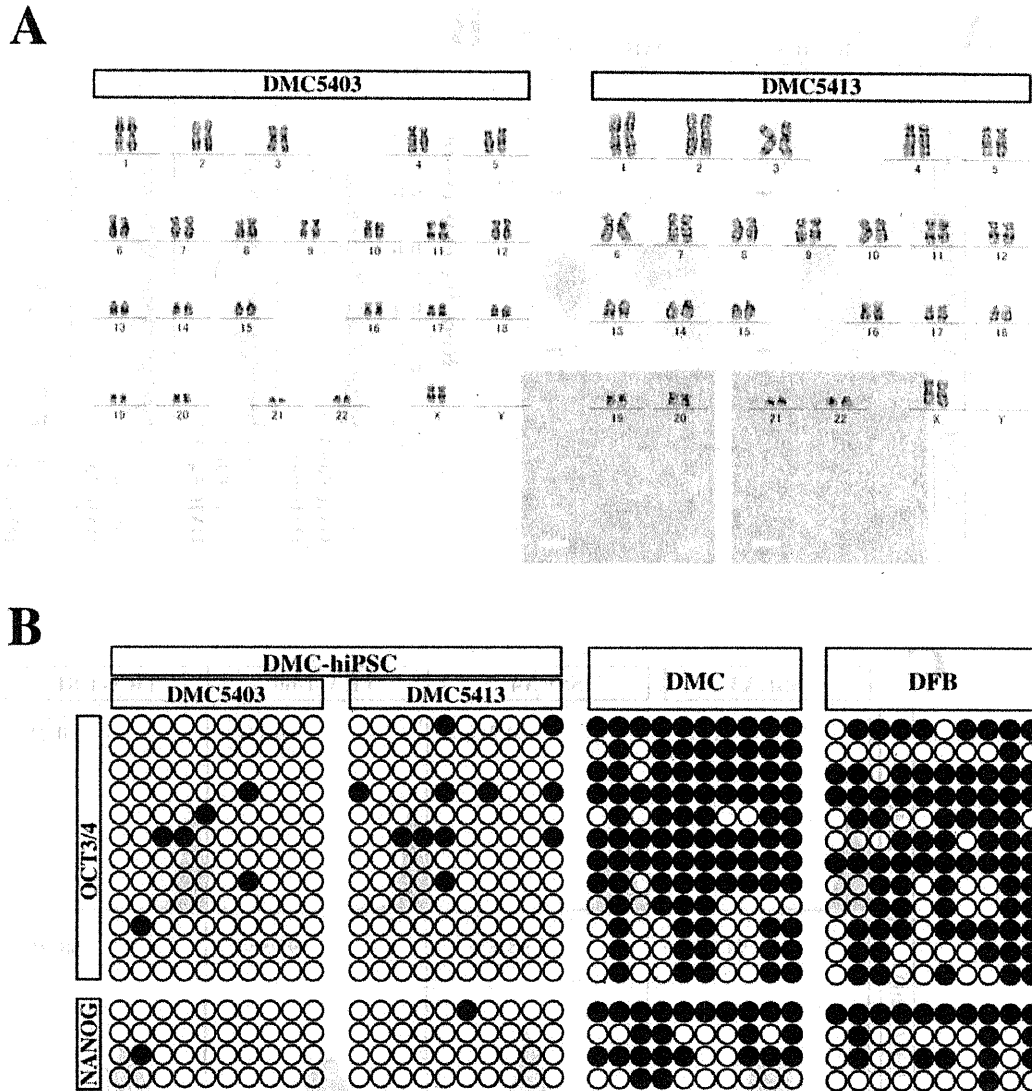 A
DMC5403
DMC5413
1 2 3 4 5
1 2 3 4 5
6 7 8 9 10 11 12
6 7 8 9 10 11 12
13 14 15 16 17 18
13 14 15 16 17 18
19 20 21 22 X Y
19 20 21 22 X Y
B
DMC-hiPSC
DMC5403
DMC5413
DMC
DFB
OCT3/4
NANOG